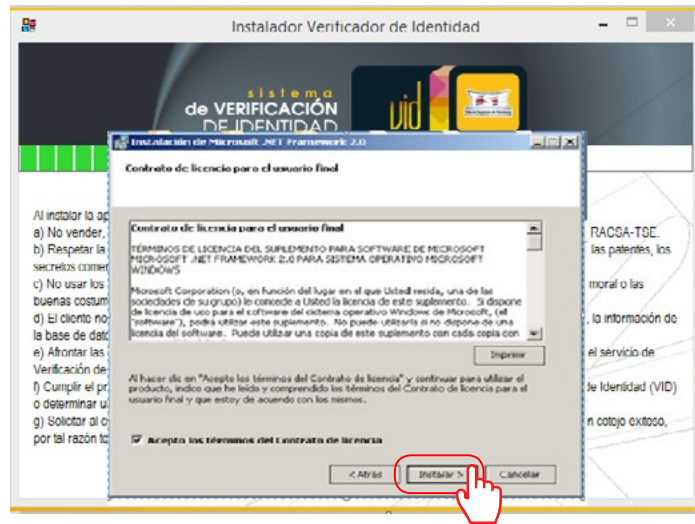 Instalador Verificador de Identidad
sistema
de VERIFICACIÓN
DE IDENTIDAD
vid
Instalación de Microsoft .NET Framework 2.0
Contrato de licencia para el usuario final
Al instalar la ap
a) No vender,
RACSA-TSE.
b) Respetar la
las patentes, los
secretos comer
c) No usar los
moral o las
buenas costum
d) El cliente no
, la información de
la base de dato
e) Afrontar las
el servicio de
Verificación de
f) Cumplir el pr
de Identidad (VID)
o determinar u
g) Solicitar al c
n cotejo exitoso,
por tal razón to
Contrato de licencia para el usuario final
TÉRMINOS DE LICENCIA DEL SUPLEMENTO PARA SOFTWARE DE MICROSOFT
MICROSOFT .NET FRAMEWORK 2.0 PARA SISTEMA OPERATIVO MICROSOFT
WINDOWS
Microsoft Corporation (o, en función del lugar en el que Usted resida, una de las
sociedades de su grupo) le concede a Usted la licencia de este suplemento. Si dispone
de licencia de uso para el software del sistema operativo Windows de Microsoft, (el
"software"), podrá utilizar este suplemento. No puede utilizarla si no dispone de una
licencia del software. Puede utilizar una copia de este suplemento con cada copia con
Imprimir
Al hacer clic en "Acepto los términos del Contrato de licencia" y continuar para utilizar el
producto, indico que he leído y comprendido los términos del Contrato de licencia para el
usuario final y que estoy de acuerdo con los mismos.
Acepto los términos del Contrato de licencia
< Atrás
Instalar >
Cancelar